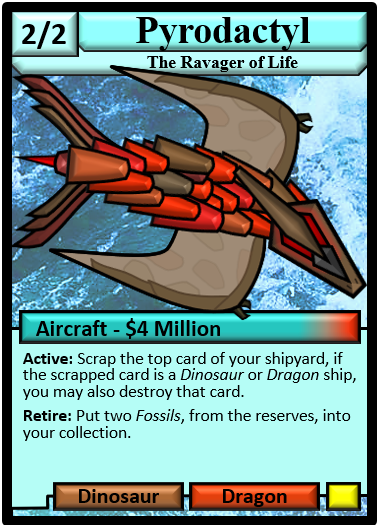 2/2
Pyrodactyl
The Ravager of Life
Aircraft - $4 Million
Active: Scrap the top card of your shipyard, if
the scrapped card is a Dinosaur or Dragon ship,
you may also destroy that card.
Retire: Put two Fossils, from the reserves, into
your collection.
Dinosaur
Dragon